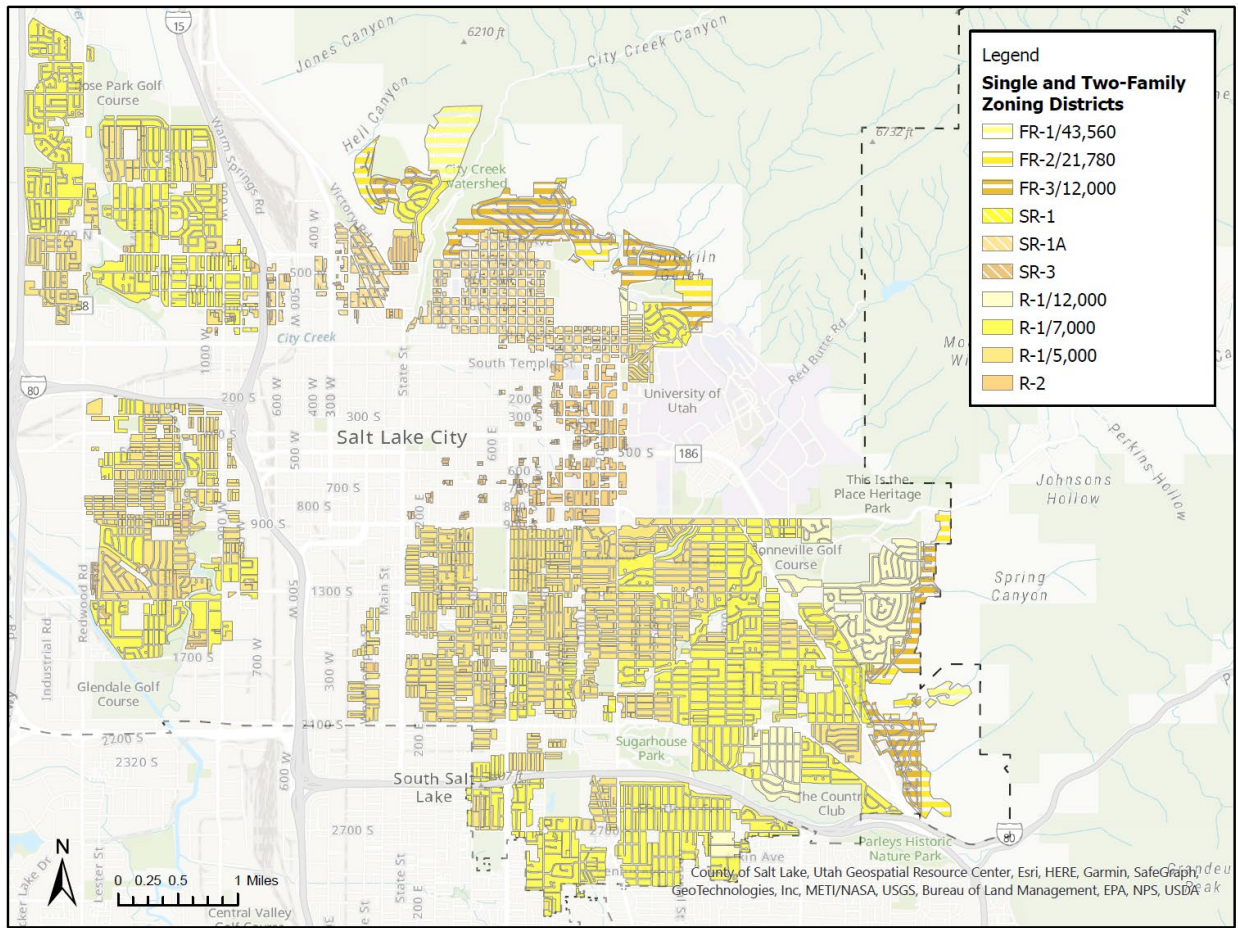 Legend
Single and Two-Family
Zoning Districts
FR-1/43,560
FR-2/21,780
FR-3/12,000
SR-1
SR-1A
SR-3
R-1/12,000
R-1/7,000
R-1/5,000
R-2
15
Jones Canyon
6210 ft
City Creek Canyon
6732 ft
Golf
Course
Warm Springs Rd
Hell Canyon
City Creek
Watershed
Victory Rd
400 W
500 W
1000 W
City Creek
State St
South Temple St
Red Butte Rd
University of
Utah
80
200 S
600 W
400 W
300 W
300 S
Salt Lake City
500 W
600 E
500 S
186
700 S
800 S
900 S
This Is the
Place Heritage
Park
Johnsons
Hollow
Perkins Hollow
Bonneville Golf
Course
Spring
Canyon
Redwood Rd
Industrial Rd
1300 S
Main St
500 W
1700 S
700 W
300 W
Glendale Golf
Course
2100 S
2200 S
2320 S
600 W
200 E
Sugarhouse
Park
South Salt
Lake
The Country
Club
2700 S
80
Parleys Historic
Nature Park
Lester St
State St
200 E
Central Valley
N
0 0.25 0.5 1 Miles
County of Salt Lake, Utah Geospatial Resource Center, Esri, HERE, Garmin, SafeGraph,
GeoTechnologies, Inc, METI/NASA, USGS, Bureau of Land Management, EPA, NPS, USDA